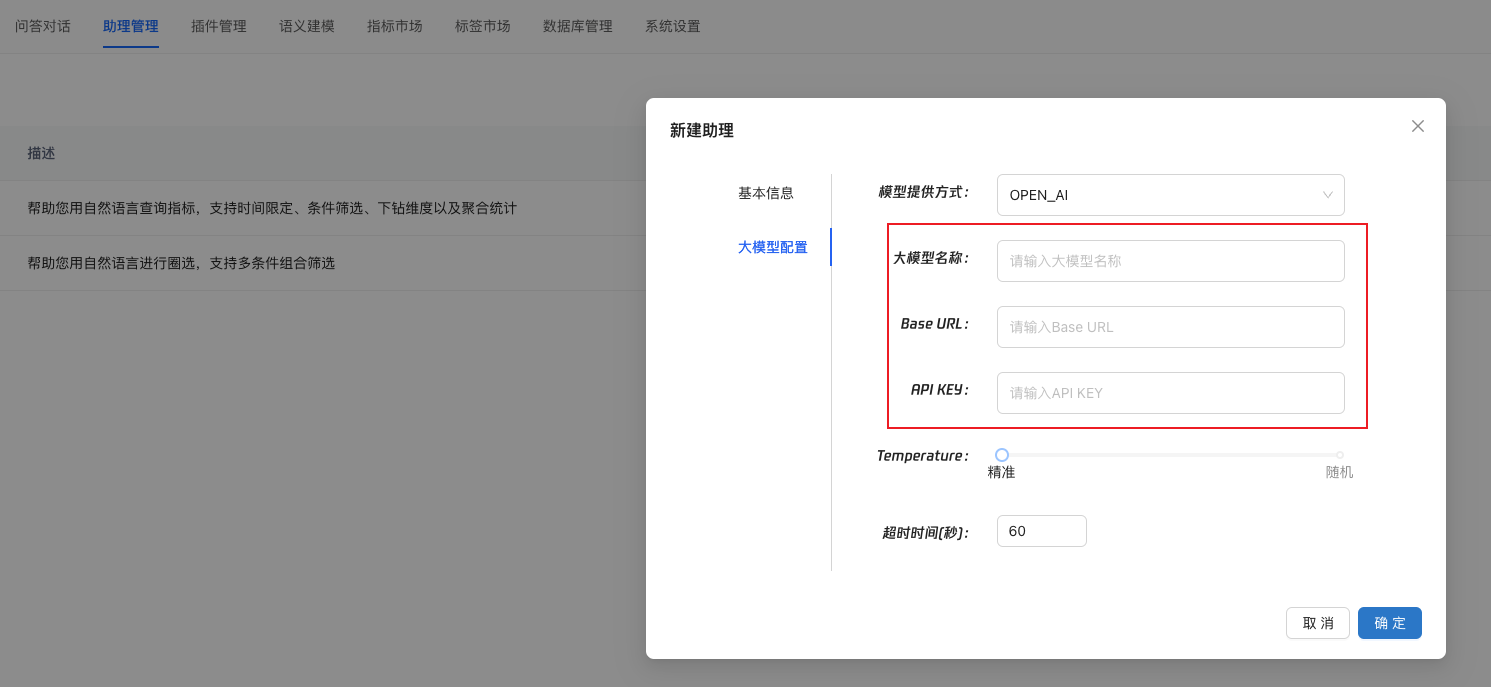 问答对话 助理管理 插件管理 语义建模 指标市场 标签市场 数据库管理 系统设置
描述
帮助您用自然语言查询指标，支持时间限定、条件筛选、下钻维度以及聚合统计
帮助您用自然语言进行圈选，支持多条件组合筛选
新建助理
基本信息
大模型配置
模型提供方式: OPEN_AI
大模型名称: 请输入大模型名称
Base URL: 请输入Base URL
API KEY: 请输入API KEY
Temperature:
精准 随机
超时时间(秒): 60
取 消 确 定